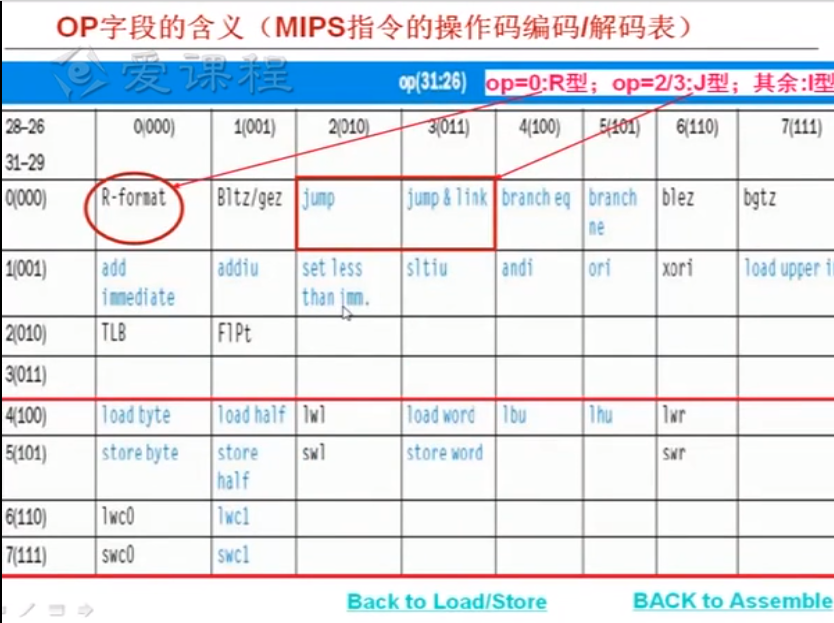 OP字段的含义（MIPS指令的操作码编码/解码表）
爱课程
op(31:26) op=0:R型；op=2/3:J型；其余:I型
28–26 0(000) 1(001) 2(010) 3(011) 4(100) 5(101) 6(110) 7(111)
31–29
0(000) R-format Bltz/gez jump jump & link branch eq branch ne blez bgtz
1(001) add immediate addiu set less than imm. sltiu andi ori xori load upper
2(010) TLB FlPt
3(011)
4(100) load byte load half lwl load word lbu lhu lwr
5(101) store byte store half swl store word swr
6(110) lwc0 lwc1
7(111) swc0 swc1
Back to Load/Store BACK to Assemble